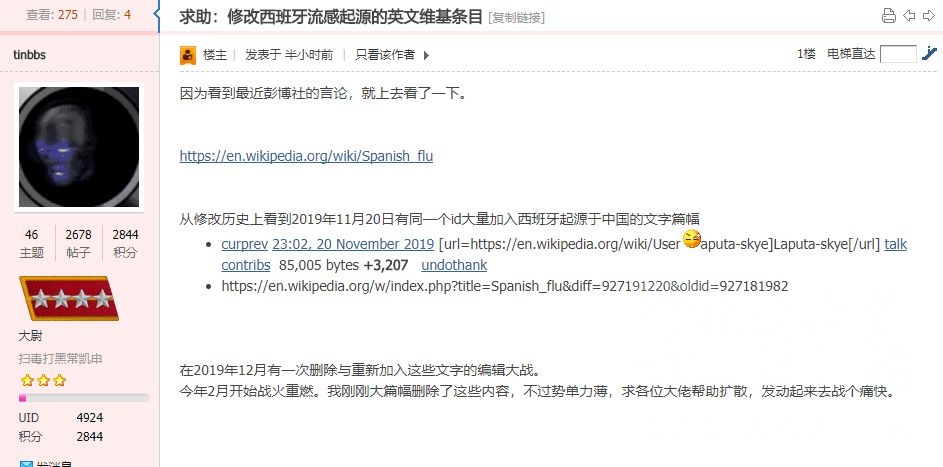 查看: 275 | 回复: 4
求助：修改西班牙流感起源的英文维基条目 [复制链接]
tinbbs
楼主 | 发表于 半小时前 | 只看该作者
1楼 电梯直达
因为看到最近彭博社的言论，就上去看了一下。
https://en.wikipedia.org/wiki/Spanish_flu
从修改历史上看到2019年11月20日有同一个id大量加入西班牙起源于中国的文字篇幅
curprev 23:02, 20 November 2019 [url=https://en.wikipedia.org/wiki/User aputa-skye]Laputa-skye[/url] talk
contribs 85,005 bytes +3,207 undothank
https://en.wikipedia.org/w/index.php?title=Spanish_flu&diff=927191220&oldid=927181982
46 2678 2844
主题 帖子 积分
大尉
扫毒打黑常凯申
在2019年12月有一次删除与重新加入这些文字的编辑大战。
今年2月开始战火重燃。我刚刚大篇幅删除了这些内容，不过势单力薄，求各位大佬帮助扩散，发动起来去战个痛快。
UID 4924
积分 2844
发消息